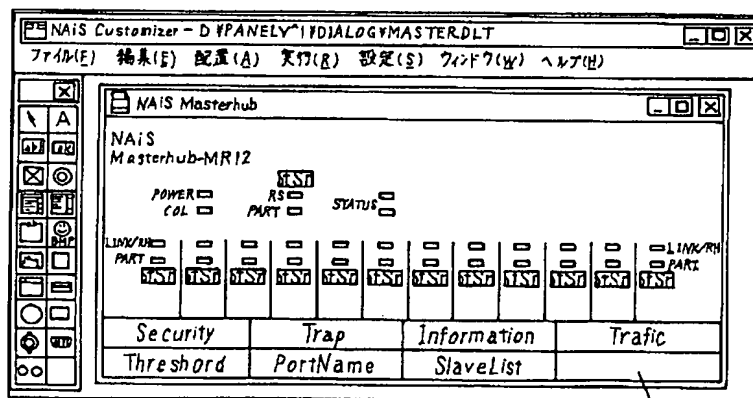 NAiS Customizer - D ¥PANELY^1¥DIALOG¥MASTER.DLT
ファイル(F) 編集(E) 配置(A) 実行(R) 設定(S) ウィンドウ(W) ヘルプ(H)
A
NAiS Masterhub
NAiS
Masterhub-MR12
POWER RS STATUS
COL PART
LINK/RH LINK/RH
PART PART
BMP
Security Trap Information Trafic
Threshord PortName SlaveList